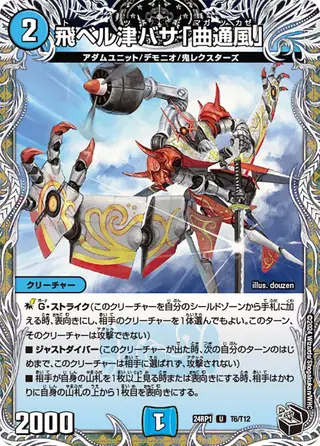 2
飛ベル津バサ「曲通風」
アダムユニット/デモニオ/鬼レクスターズ
クリーチャー
illus. douzen
G・ストライク(このクリーチャーを自分のシールドゾーンから手札に加える時、表向きにし、相手のクリーチャーを1体選んでもよい。このターン、そのクリーチャーは攻撃できない)
■ジャストダイバー(このクリーチャーが出た時、次の自分のターンのはじめまで、このクリーチャーは相手に選ばれず、攻撃されない)
■相手が自身の山札を1枚以上見る時または表向きにする時、かわりに自分が自身の山札の上から1枚目を表向きにする。
2000
24RP1 U T6/T12
©2024 Wizards/Shogakukan/WHC